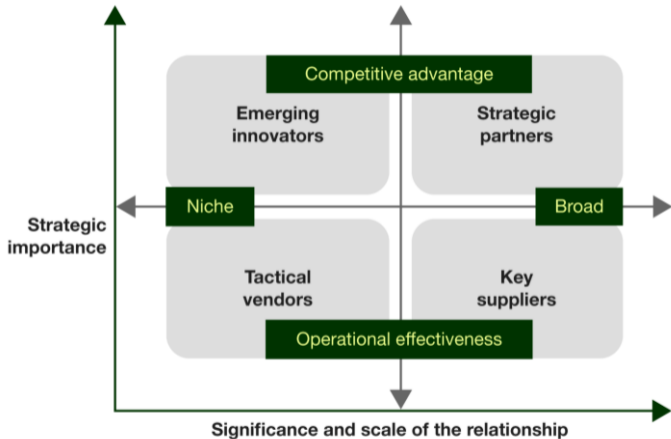 Competitive advantage
Emerging
innovators
Strategic
partners
Niche
Broad
Strategic
importance
Tactical
vendors
Key
suppliers
Operational effectiveness
Significance and scale of the relationship